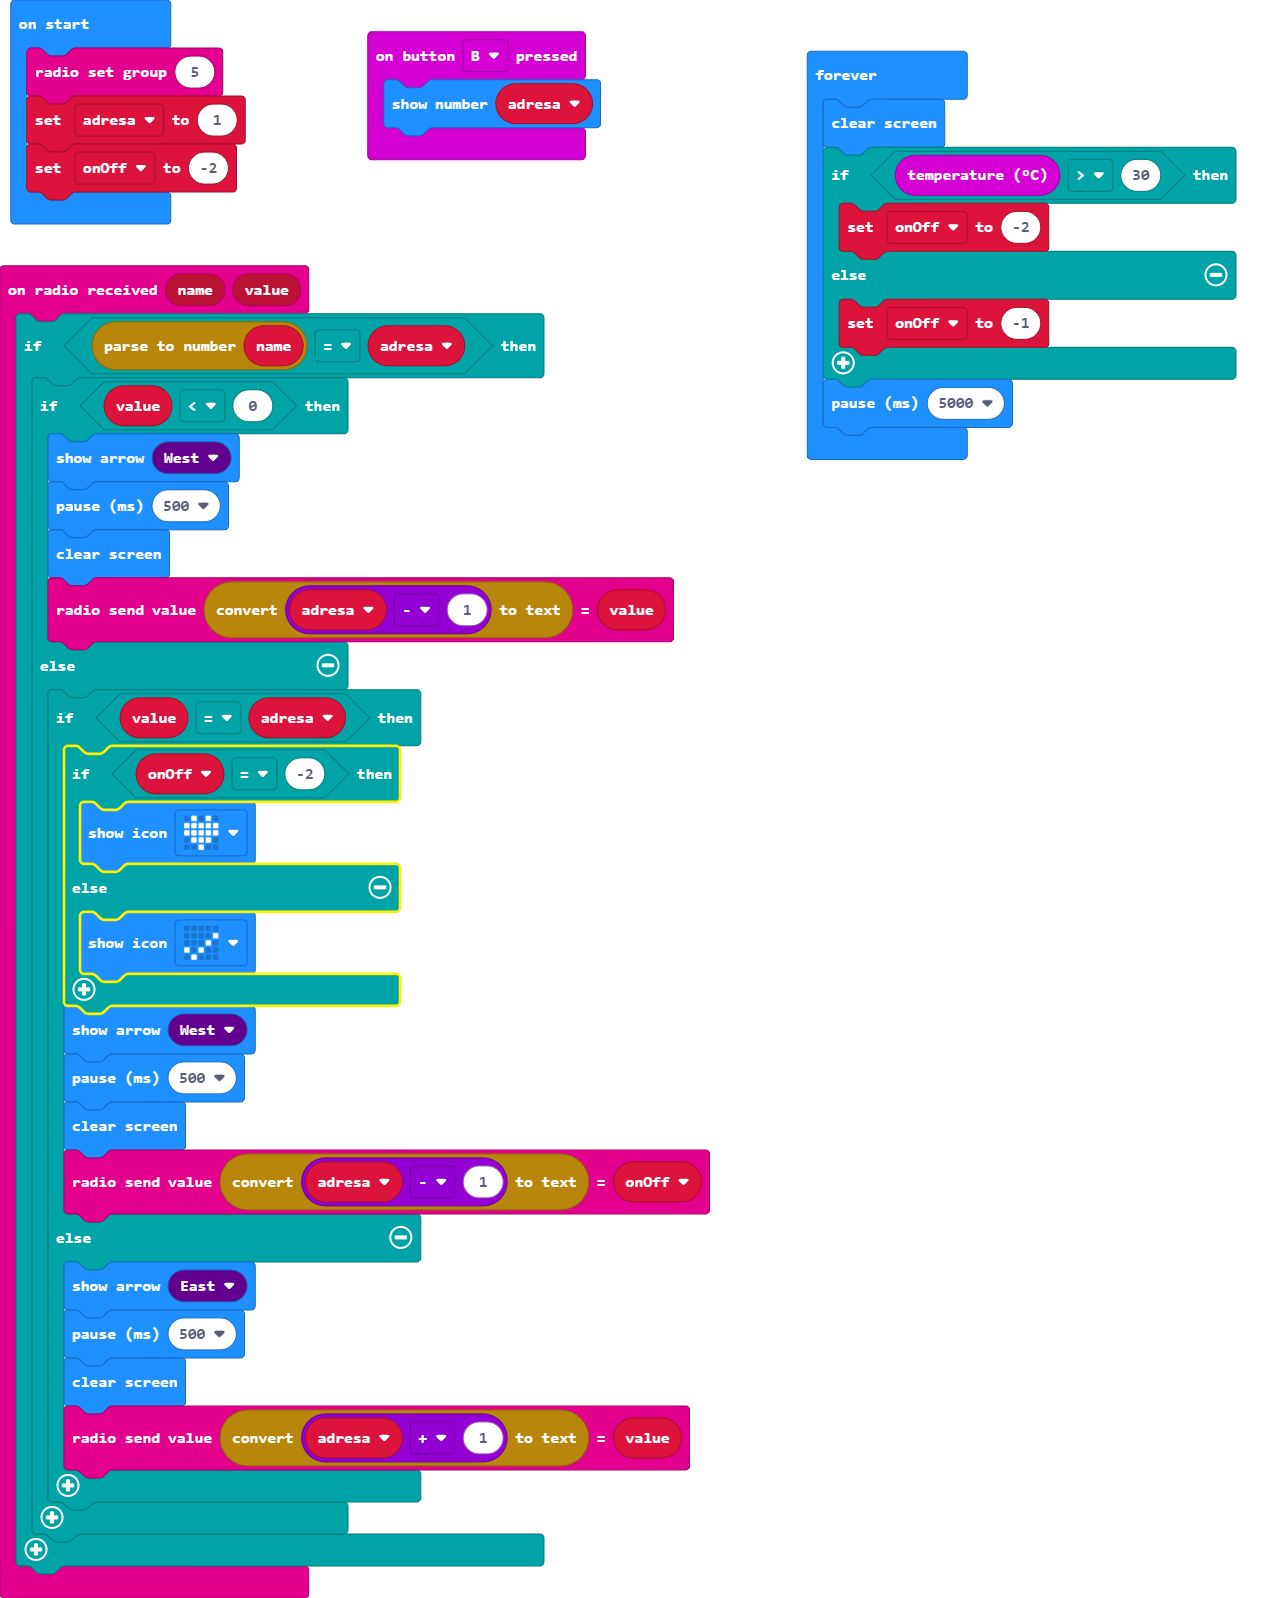 on start
radio set group 5
set adresa to 1
set onOff to -2
on button B pressed
show number adresa
forever
clear screen
if temperature (ºC) > 30 then
set onOff to -2
else
set onOff to -1
pause (ms) 5000
on radio received name value
if parse to number name = adresa then
if value < 0 then
show arrow West
pause (ms) 500
clear screen
radio send value convert adresa - 1 to text = value
else
if value = adresa then
if onOff = -2 then
show icon
else
show icon
show arrow West
pause (ms) 500
clear screen
radio send value convert adresa - 1 to text = onOff
else
show arrow East
pause (ms) 500
clear screen
radio send value convert adresa + 1 to text = value